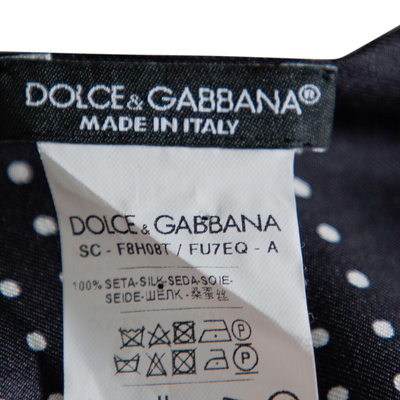 DOLCE&GABBANA®
MADE IN ITALY
DOLCE & GABBANA
SC - F8H08T / FU7EQ - A
100% SETA-SILK-SEDA-SOIE-
SEIDE-ШЕЛК - 桑蚕丝
P
P